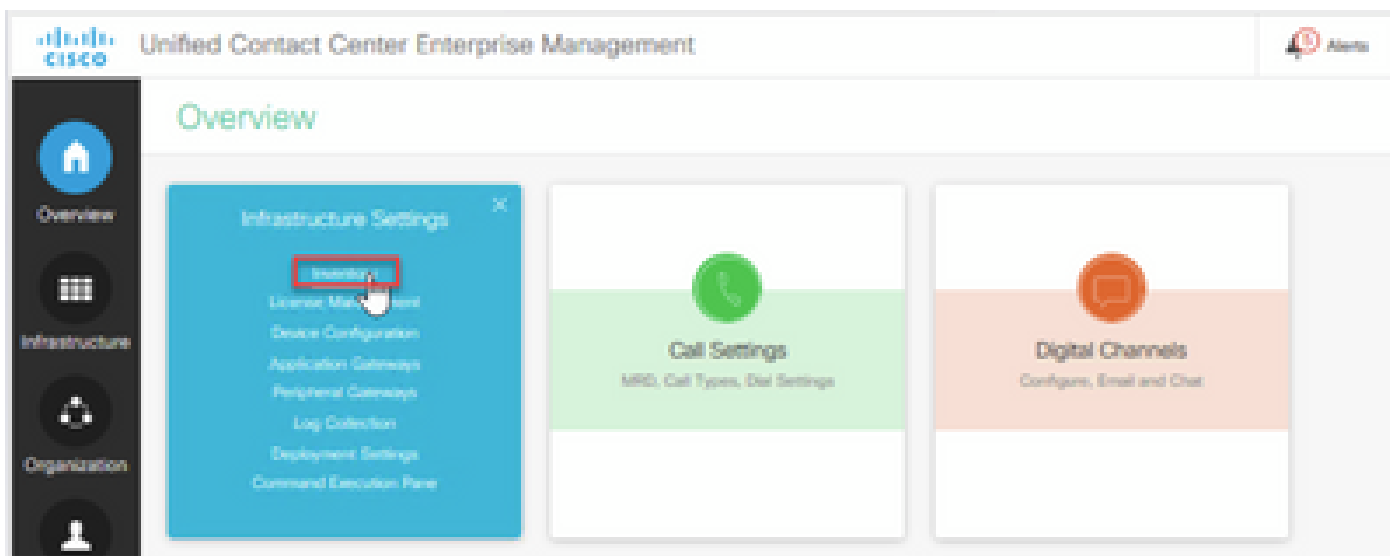 CISCO
Unified Contact Center Enterprise Management
5
Alerts
Overview
Overview
Infrastructure
Organization
Infrastructure Settings
Inventory
License Management
Device Configuration
Application Gateways
Peripheral Gateways
Log Collection
Deployment Settings
Command Execution Pane
Call Settings
MRD, Call Types, Dial Settings
Digital Channels
Configure, Email and Chat